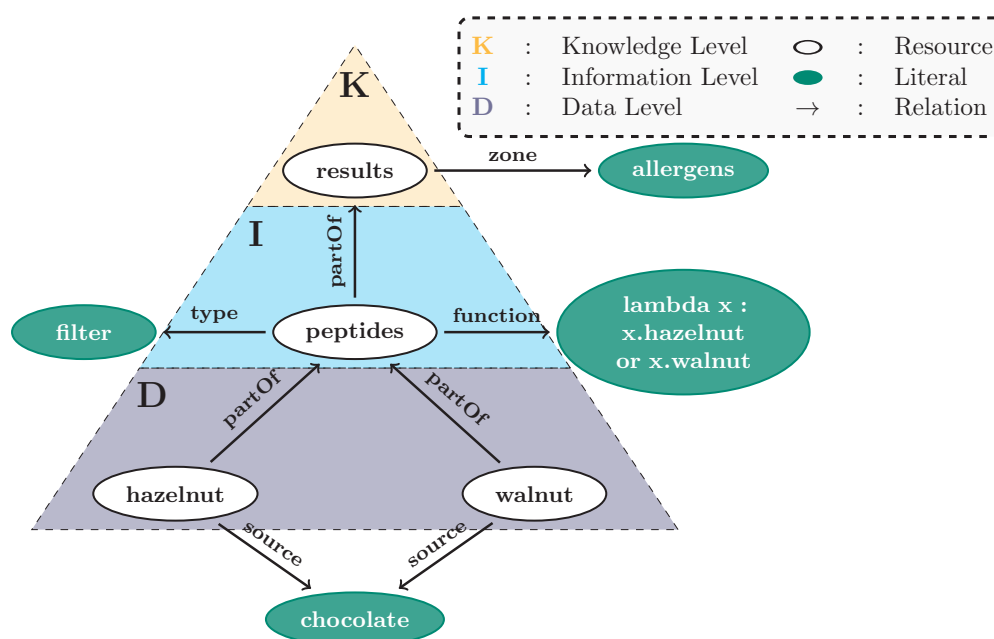 K : Knowledge Level Resource
I : Information Level : Literal
D : Data Level → : Relation
K
results
zone
allergens
I
partOf
filter
type
peptides
function
lambda x :
x.hazelnut
or x.walnut
D
partOf
partOf
hazelnut
walnut
source
source
chocolate